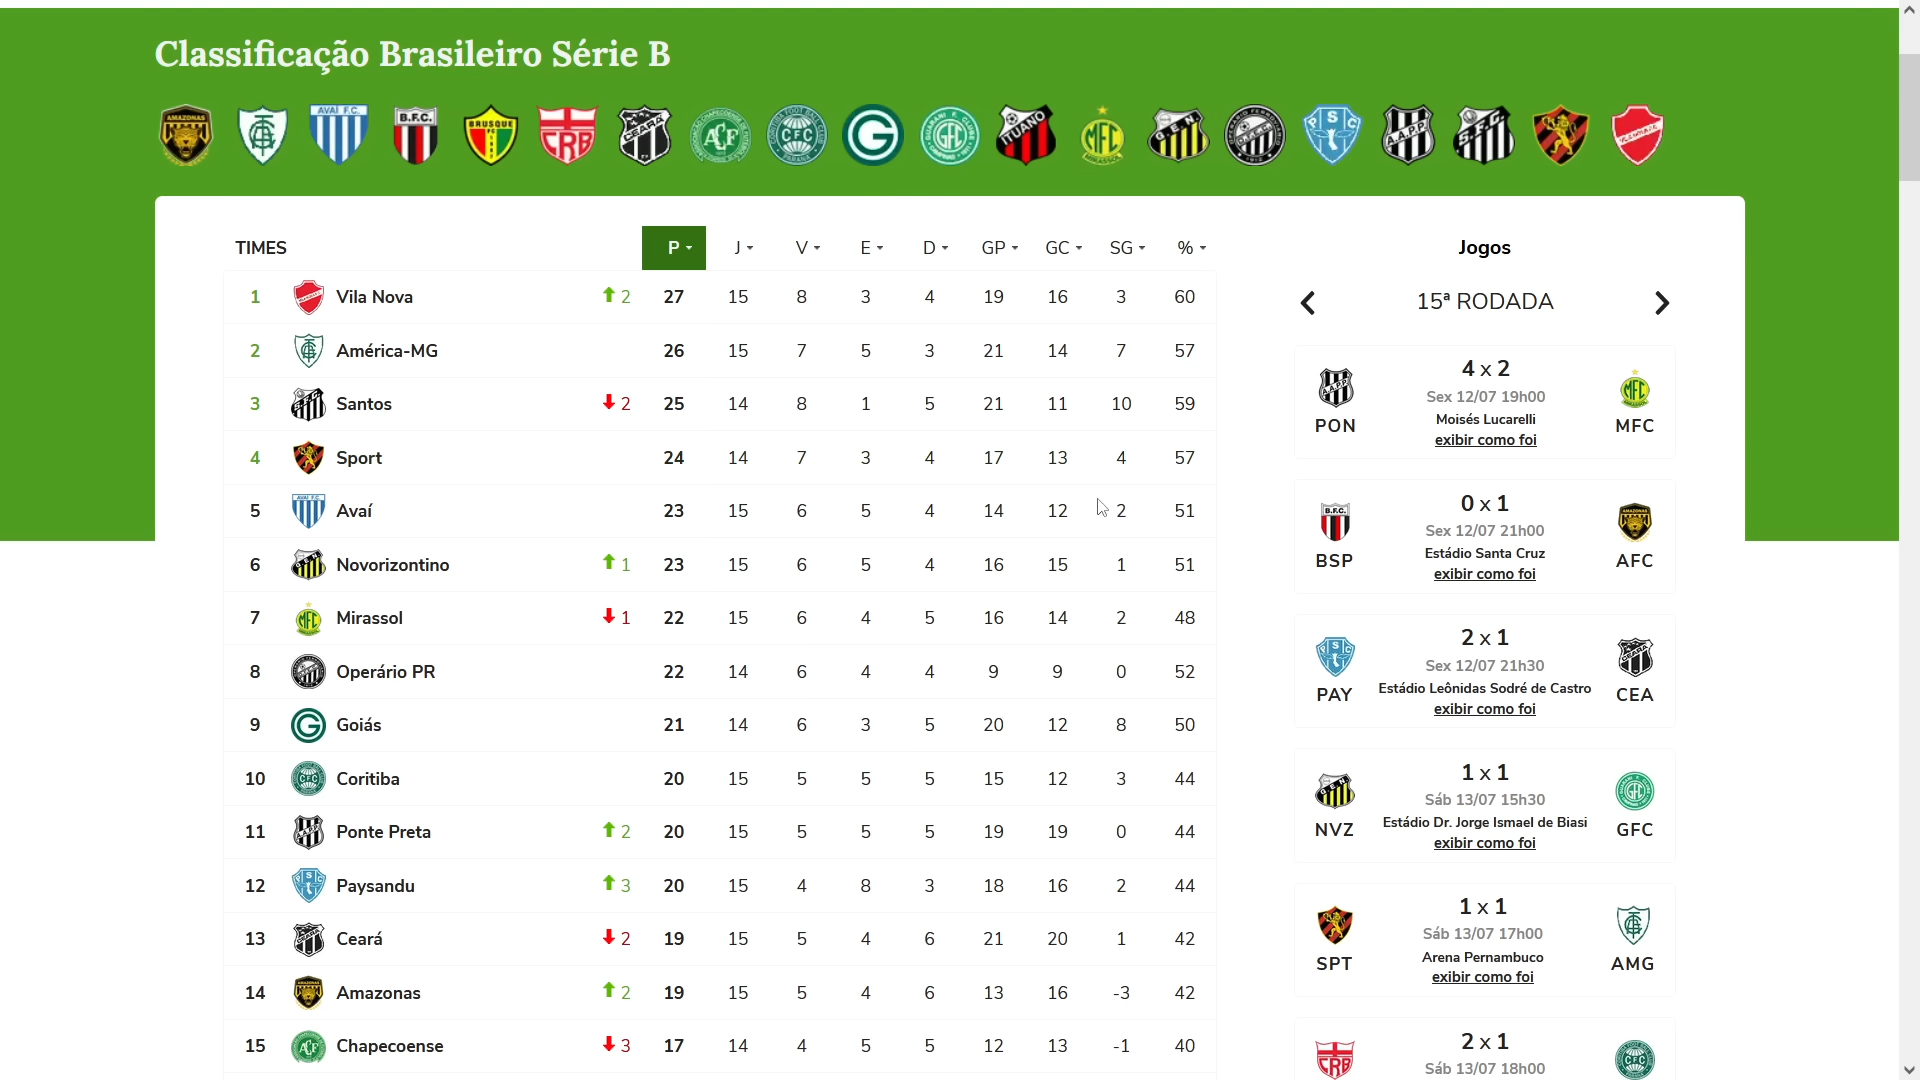 Classificação Brasileiro Série B
TIMES P J V E D GP GC SG %
1 Vila Nova 2 27 15 8 3 4 19 16 3 60
2 América-MG 26 15 7 5 3 21 14 7 57
3 Santos 2 25 14 8 1 5 21 11 10 59
4 Sport 24 14 7 3 4 17 13 4 57
5 Avaí 23 15 6 5 4 14 12 2 51
6 Novorizontino 1 23 15 6 5 4 16 15 1 51
7 Mirassol 1 22 15 6 4 5 16 14 2 48
8 Operário PR 22 14 6 4 4 9 9 0 52
9 Goiás 21 14 6 3 5 20 12 8 50
10 Coritiba 20 15 5 5 5 15 12 3 44
11 Ponte Preta 2 20 15 5 5 5 19 19 0 44
12 Paysandu 3 20 15 4 8 3 18 16 2 44
13 Ceará 2 19 15 5 4 6 21 20 1 42
14 Amazonas 2 19 15 5 4 6 13 16 -3 42
15 Chapecoense 3 17 14 4 5 5 12 13 -1 40
Jogos
15ª RODADA
4 x 2
Sex 12/07 19h00
Moisés Lucarelli
PON MFC
exibir como foi
0 x 1
Sex 12/07 21h00
Estádio Santa Cruz
BSP AFC
exibir como foi
2 x 1
Sex 12/07 21h30
Estádio Leônidas Sodré de Castro
PAY CEA
exibir como foi
1 x 1
Sáb 13/07 15h30
Estádio Dr. Jorge Ismael de Biasi
NVZ GFC
exibir como foi
1 x 1
Sáb 13/07 17h00
Arena Pernambuco
SPT AMG
exibir como foi
2 x 1
Sáb 13/07 18h00